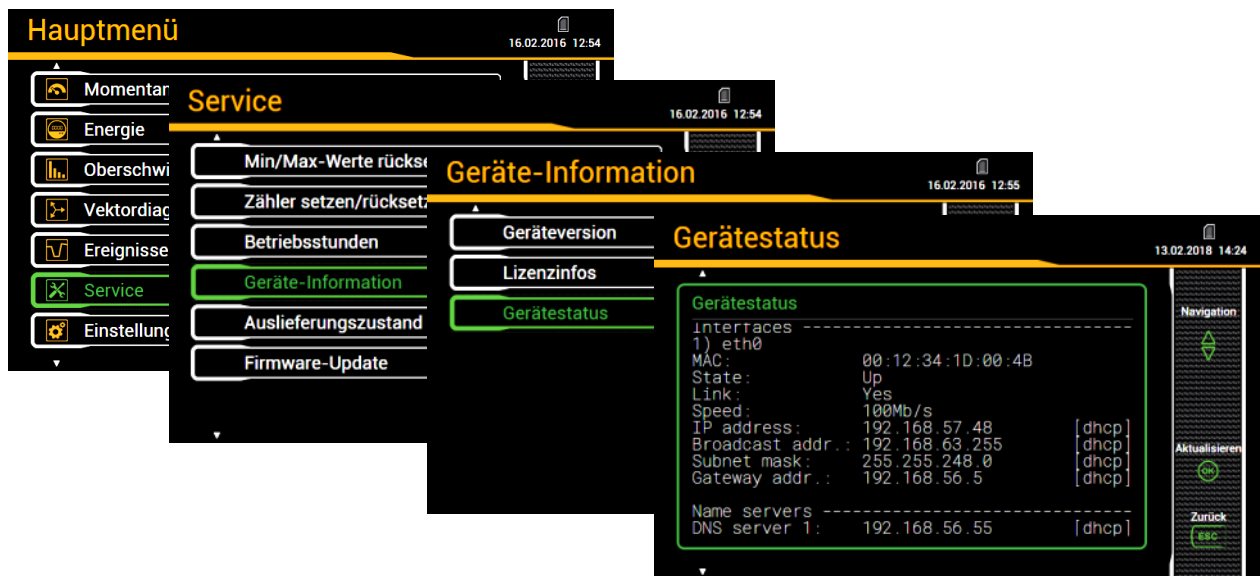 Hauptmenü
16.02.2016 12:54
Momentan
Energie
Oberschwi
Vektordiag
Ereignisse
Service
Einstellung
Service
16.02.2016 12:54
Min/Max-Werte rückse
Zähler setzen/rücksetz
Betriebsstunden
Geräte-Information
Auslieferungszustand
Firmware-Update
Geräte-Information
16.02.2016 12:55
Geräteversion
Lizenzinfos
Gerätestatus
Gerätestatus
13.02.2018 14:24
Gerätestatus
Interfaces ------------------------------
1) eth0
MAC: 00:12:34:1D:00:4B
State: Up
Link: Yes
Speed: 100Mb/s
IP address: 192.168.57.48 [dhcp]
Broadcast addr.: 192.168.63.255 [dhcp]
Subnet mask: 255.255.248.0 [dhcp]
Gateway addr.: 192.168.56.5 [dhcp]
Name servers ----------------------------
DNS server 1: 192.168.56.55 [dhcp]
Navigation
Aktualisieren
OK
Zurück
ESC